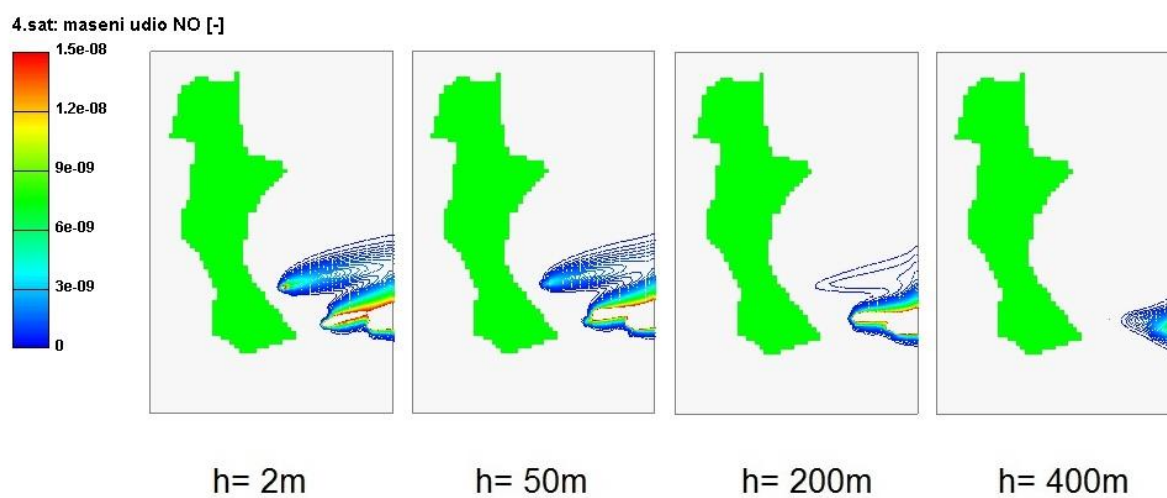 4.sat: maseni udio NO [-]
1.5e-08
1.2e-08
9e-09
6e-09
3e-09
0
h= 2m
h= 50m
h= 200m
h= 400m